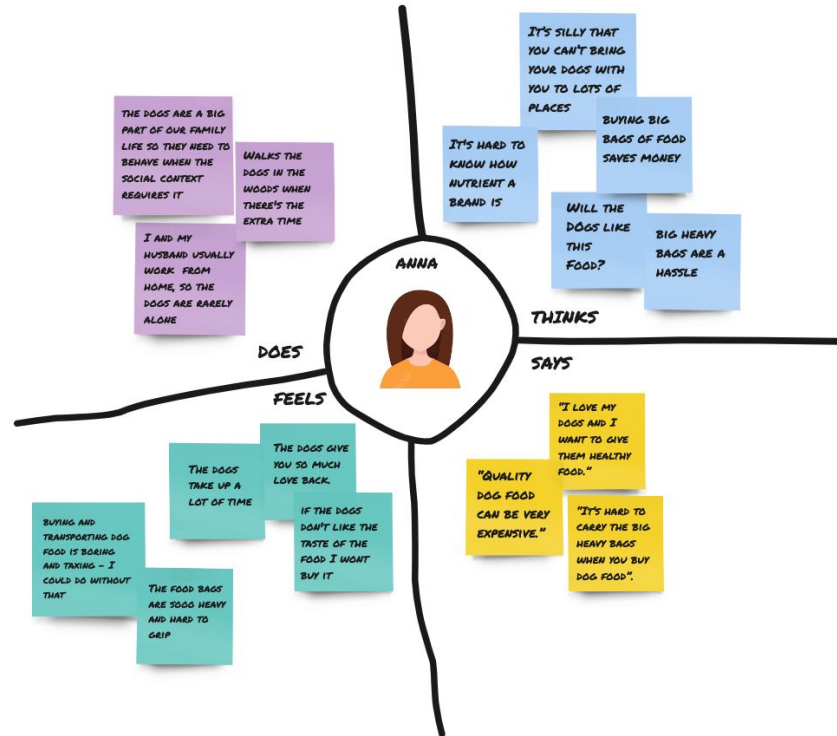 IT'S SILLY THAT
YOU CAN'T BRING
YOUR DOGS WITH
YOU TO LOTS OF
PLACES
THE DOGS ARE A BIG
PART OF OUR FAMILY
LIFE SO THEY NEED TO
BEHAVE WHEN THE
SOCIAL CONTEXT
REQUIRES IT
WALKS THE
DOGS IN THE
WOODS WHEN
THERE'S THE
EXTRA TIME
I AND MY
HUSBAND USUALLY
WORK FROM
HOME, SO THE
DOGS ARE RARELY
ALONE
IT'S HARD TO
KNOW HOW
NUTRIENT A
BRAND IS
BUYING BIG
BAGS OF FOOD
SAVES MONEY
WILL THE
DOGS LIKE
THIS
FOOD?
BIG HEAVY
BAGS ARE A
HASSLE
ANNA
THINKS
DOES
SAYS
FEELS
THE DOGS
TAKE UP A
LOT OF TIME
THE DOGS GIVE
YOU SO MUCH
LOVE BACK.
IF THE DOGS
DON'T LIKE THE
TASTE OF THE
FOOD I WONT
BUY IT
BUYING AND
TRANSPORTING DOG
FOOD IS BORING
AND TAXING - I
COULD DO WITHOUT
THAT
THE FOOD BAGS
ARE SOOO HEAVY
AND HARD TO
GRIP
"I LOVE MY
DOGS AND I
WANT TO GIVE
THEM HEALTHY
FOOD."
"QUALITY
DOG FOOD
CAN BE VERY
EXPENSIVE."
"IT'S HARD TO
CARRY THE BIG
HEAVY BAGS
WHEN YOU BUY
DOG FOOD".